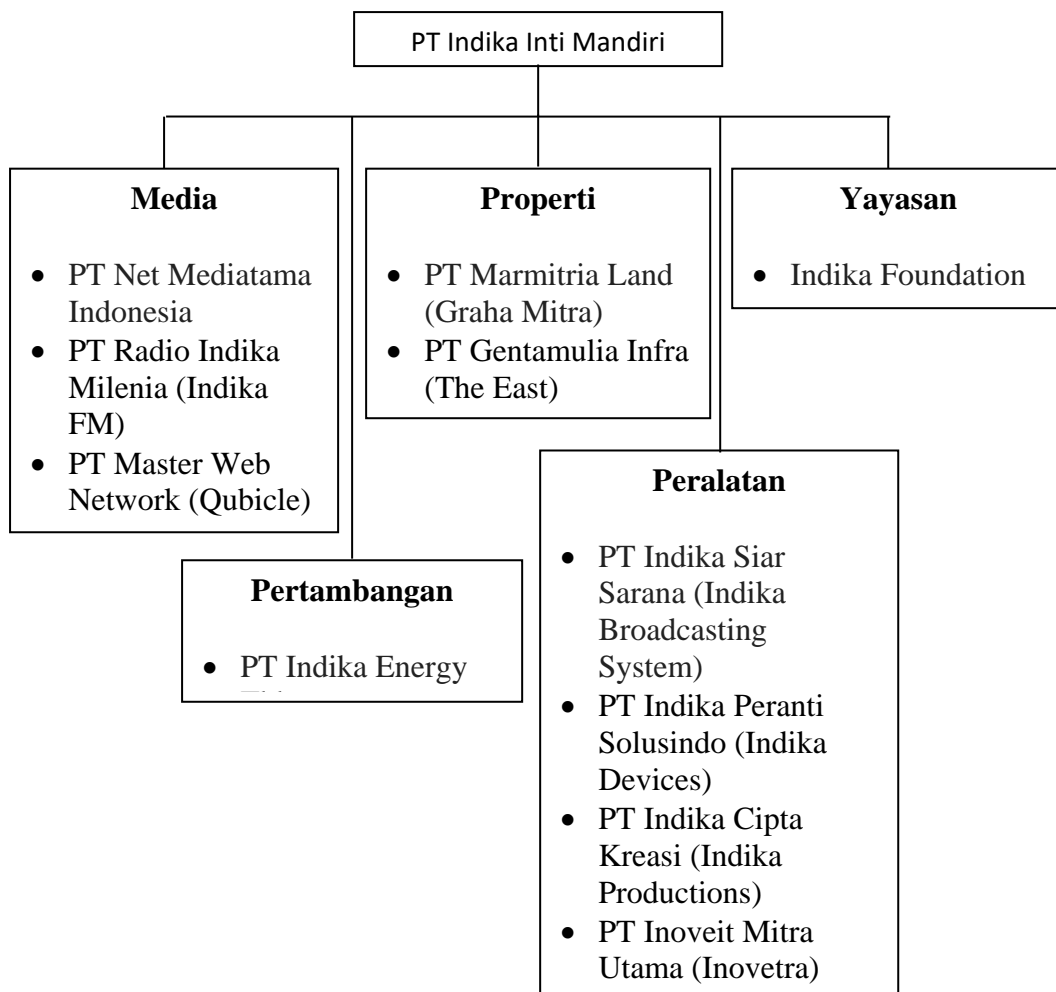 PT Indika Inti Mandiri
Media
• PT Net Mediatama
Indonesia
• PT Radio Indika
Milenia (Indika
FM)
• PT Master Web
Network (Qubicle)
Properti
• PT Marmitria Land
(Graha Mitra)
• PT Gentamulia Infra
(The East)
Yayasan
• Indika Foundation
Pertambangan
• PT Indika Energy
Peralatan
• PT Indika Siar
Sarana (Indika
Broadcasting
System)
• PT Indika Peranti
Solusindo (Indika
Devices)
• PT Indika Cipta
Kreasi (Indika
Productions)
• PT Inoveit Mitra
Utama (Inovetra)